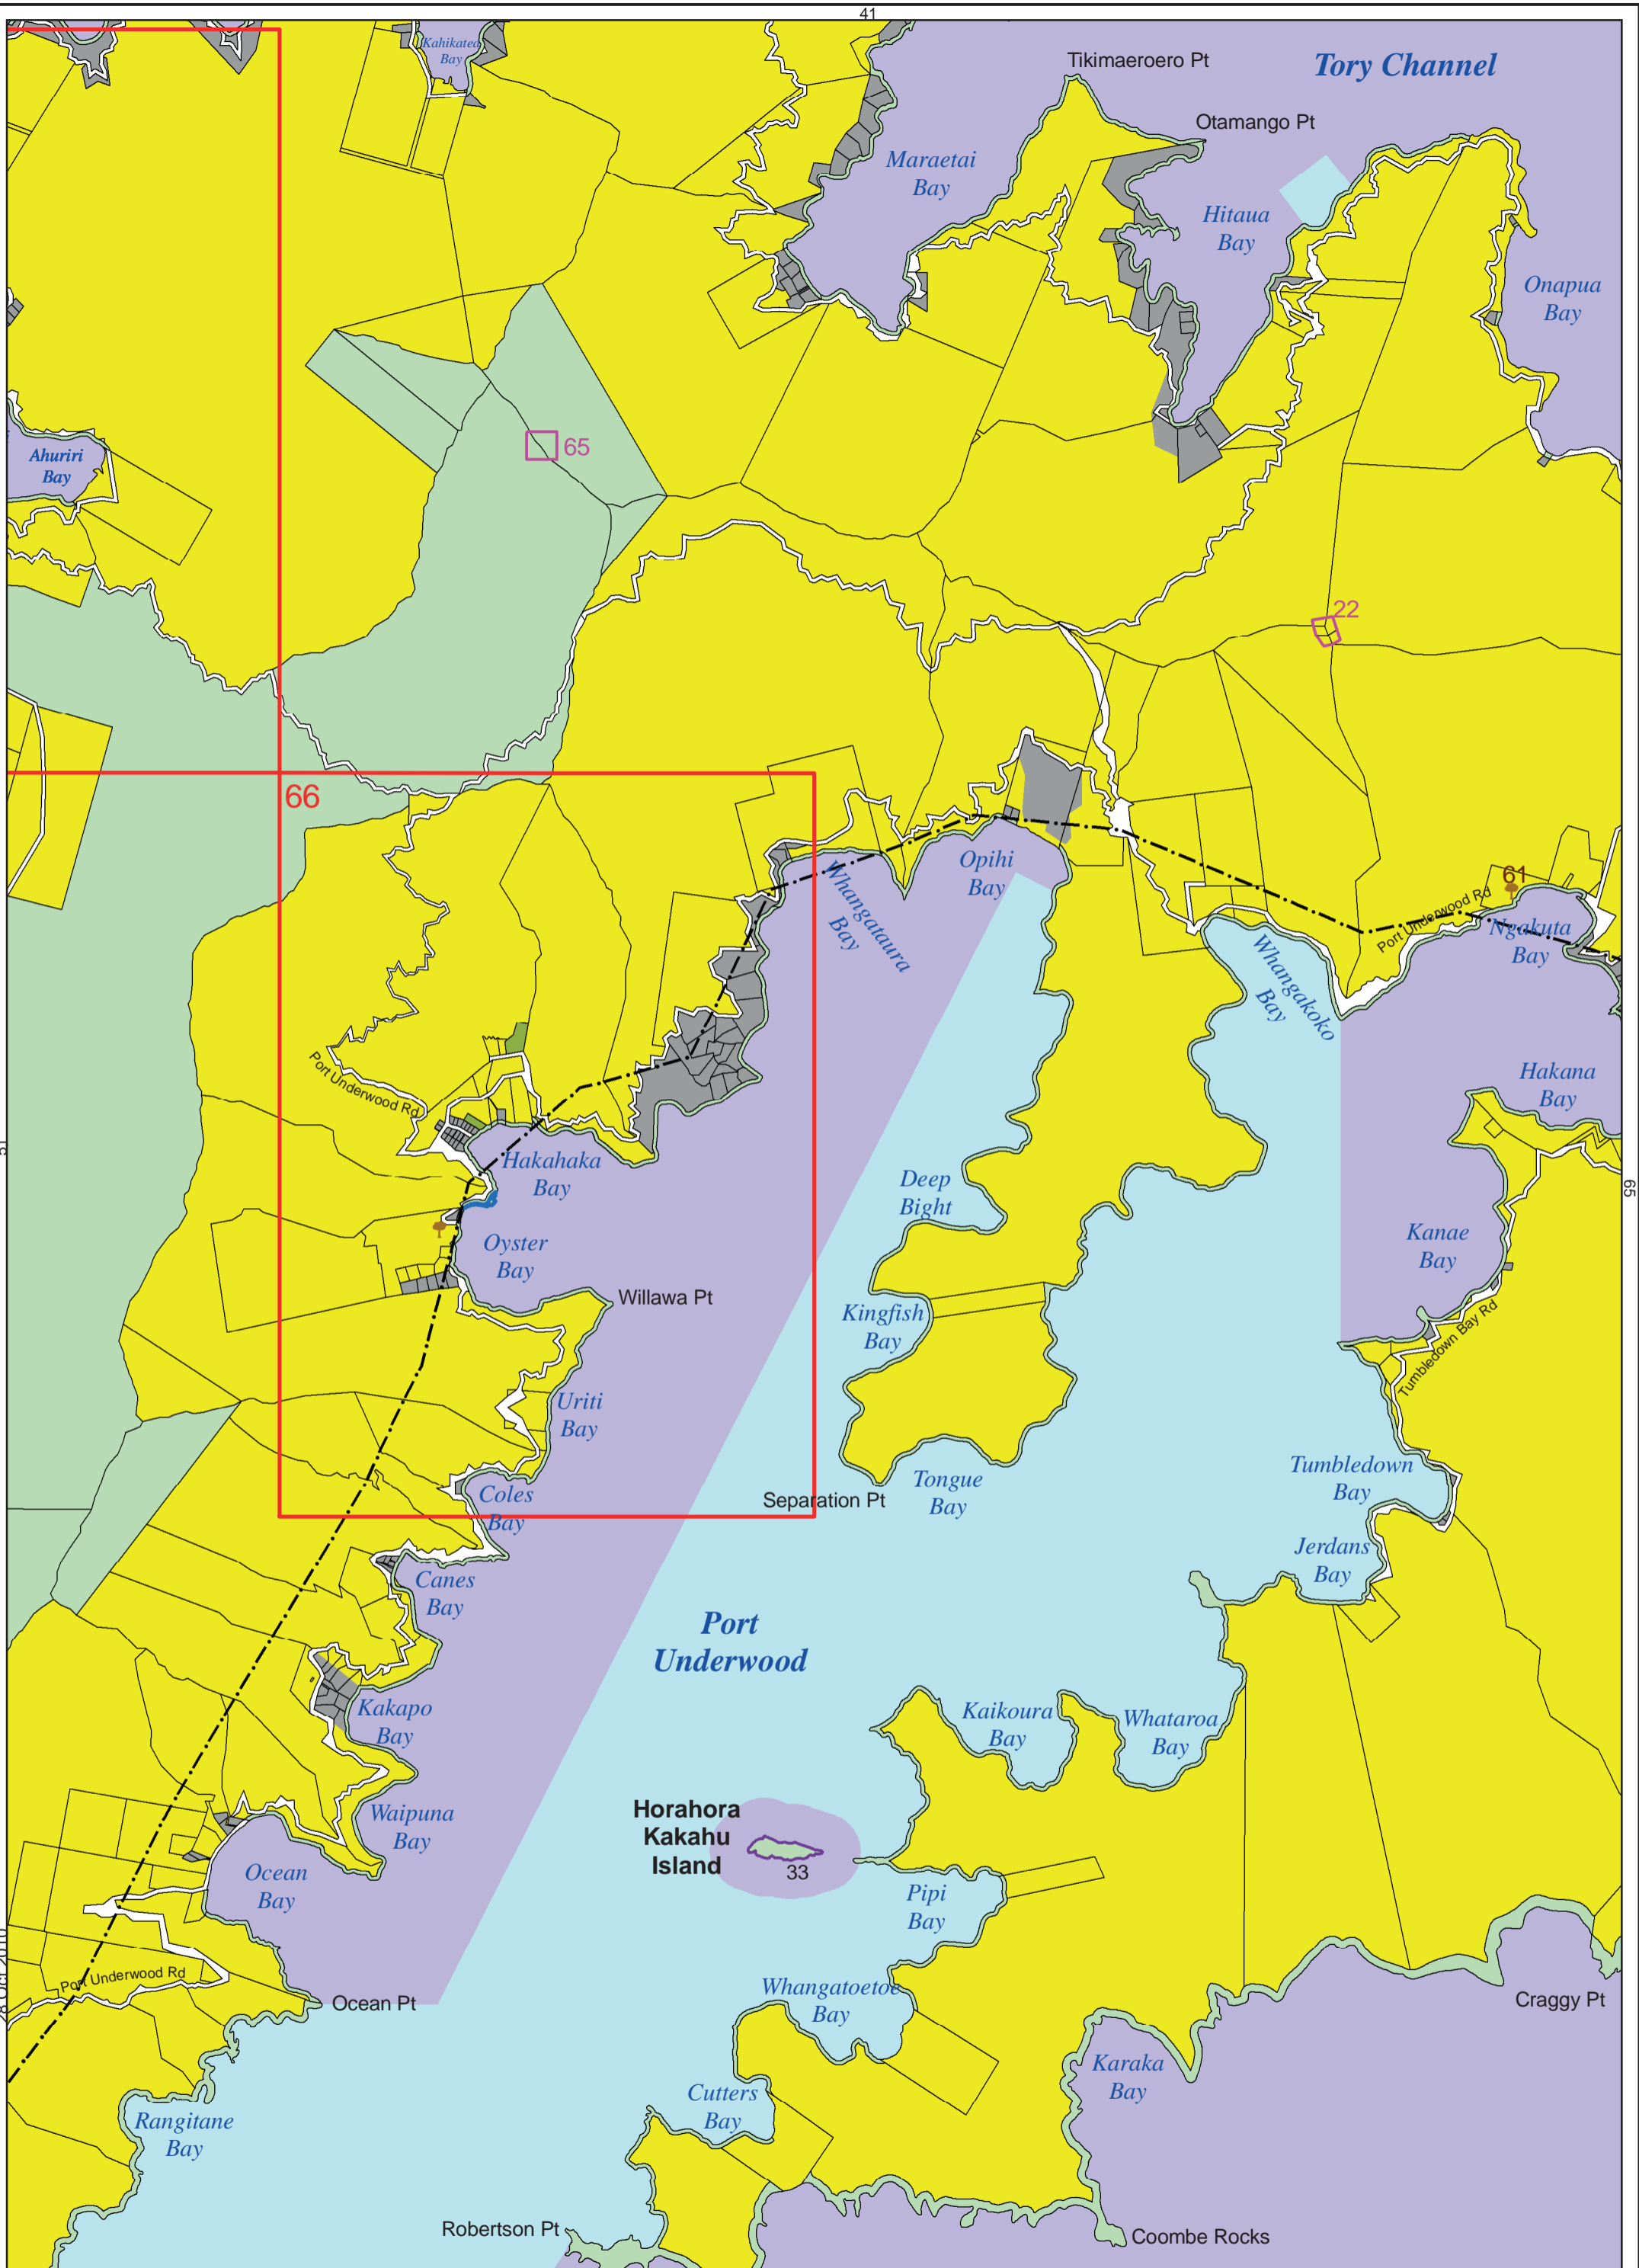 41
Kahikatea
Bay
Tikimaeroero Pt
Tory Channel
Otamango Pt
Maraetai
Bay
Hitaua
Bay
Onapua
Bay
65
Ahuriri
Bay
22
66
Whangataura
Bay
Opihi
Bay
61
Port Underwood Rd
Ngakuta
Bay
Whangakoko
Bay
Port Underwood Rd
Hakana
Bay
Hakahaka
Bay
Deep
Bight
65
Oyster
Bay
Kanae
Bay
Willawa Pt
Kingfish
Bay
Tumbledown Bay Rd
Uriti
Bay
Tumbledown
Bay
Coles
Bay
Separation Pt
Tongue
Bay
Jerdans
Bay
Canes
Bay
Port
Underwood
Kakapo
Bay
Kaikoura
Bay
Whataroa
Bay
Horahora
Kakahu
Island
33
Waipuna
Bay
Ocean
Bay
Pipi
Bay
Port Underwood Rd
Whangatoetoe
Bay
Ocean Pt
Craggy Pt
Karaka
Bay
Cutters
Bay
Rangitane
Bay
Robertson Pt
Coombe Rocks